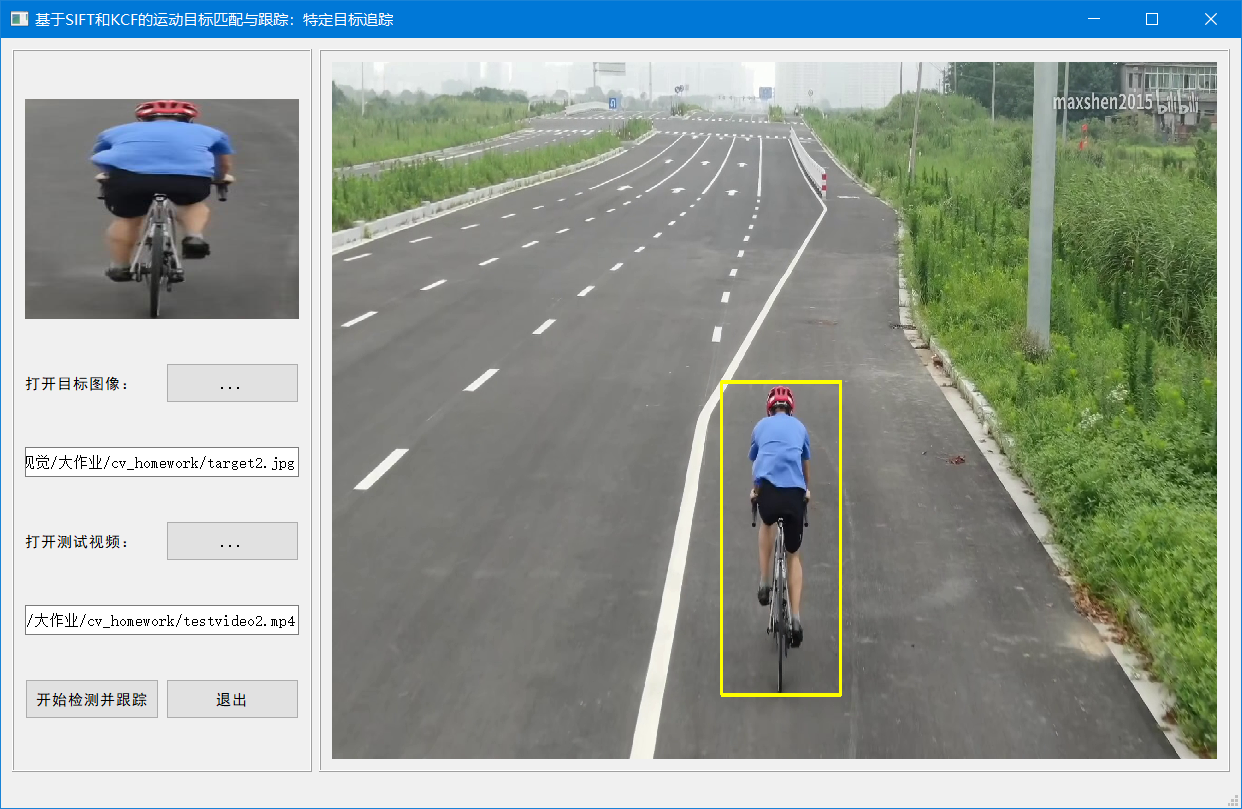 基于SIFT和KCF的运动目标匹配与跟踪：特定目标追踪
打开目标图像：
...
视觉/大作业/cv_homework/target2.jpg
打开测试视频：
...
/大作业/cv_homework/testvideo2.mp4
开始检测并跟踪
退出
maxshen2015 bilibili